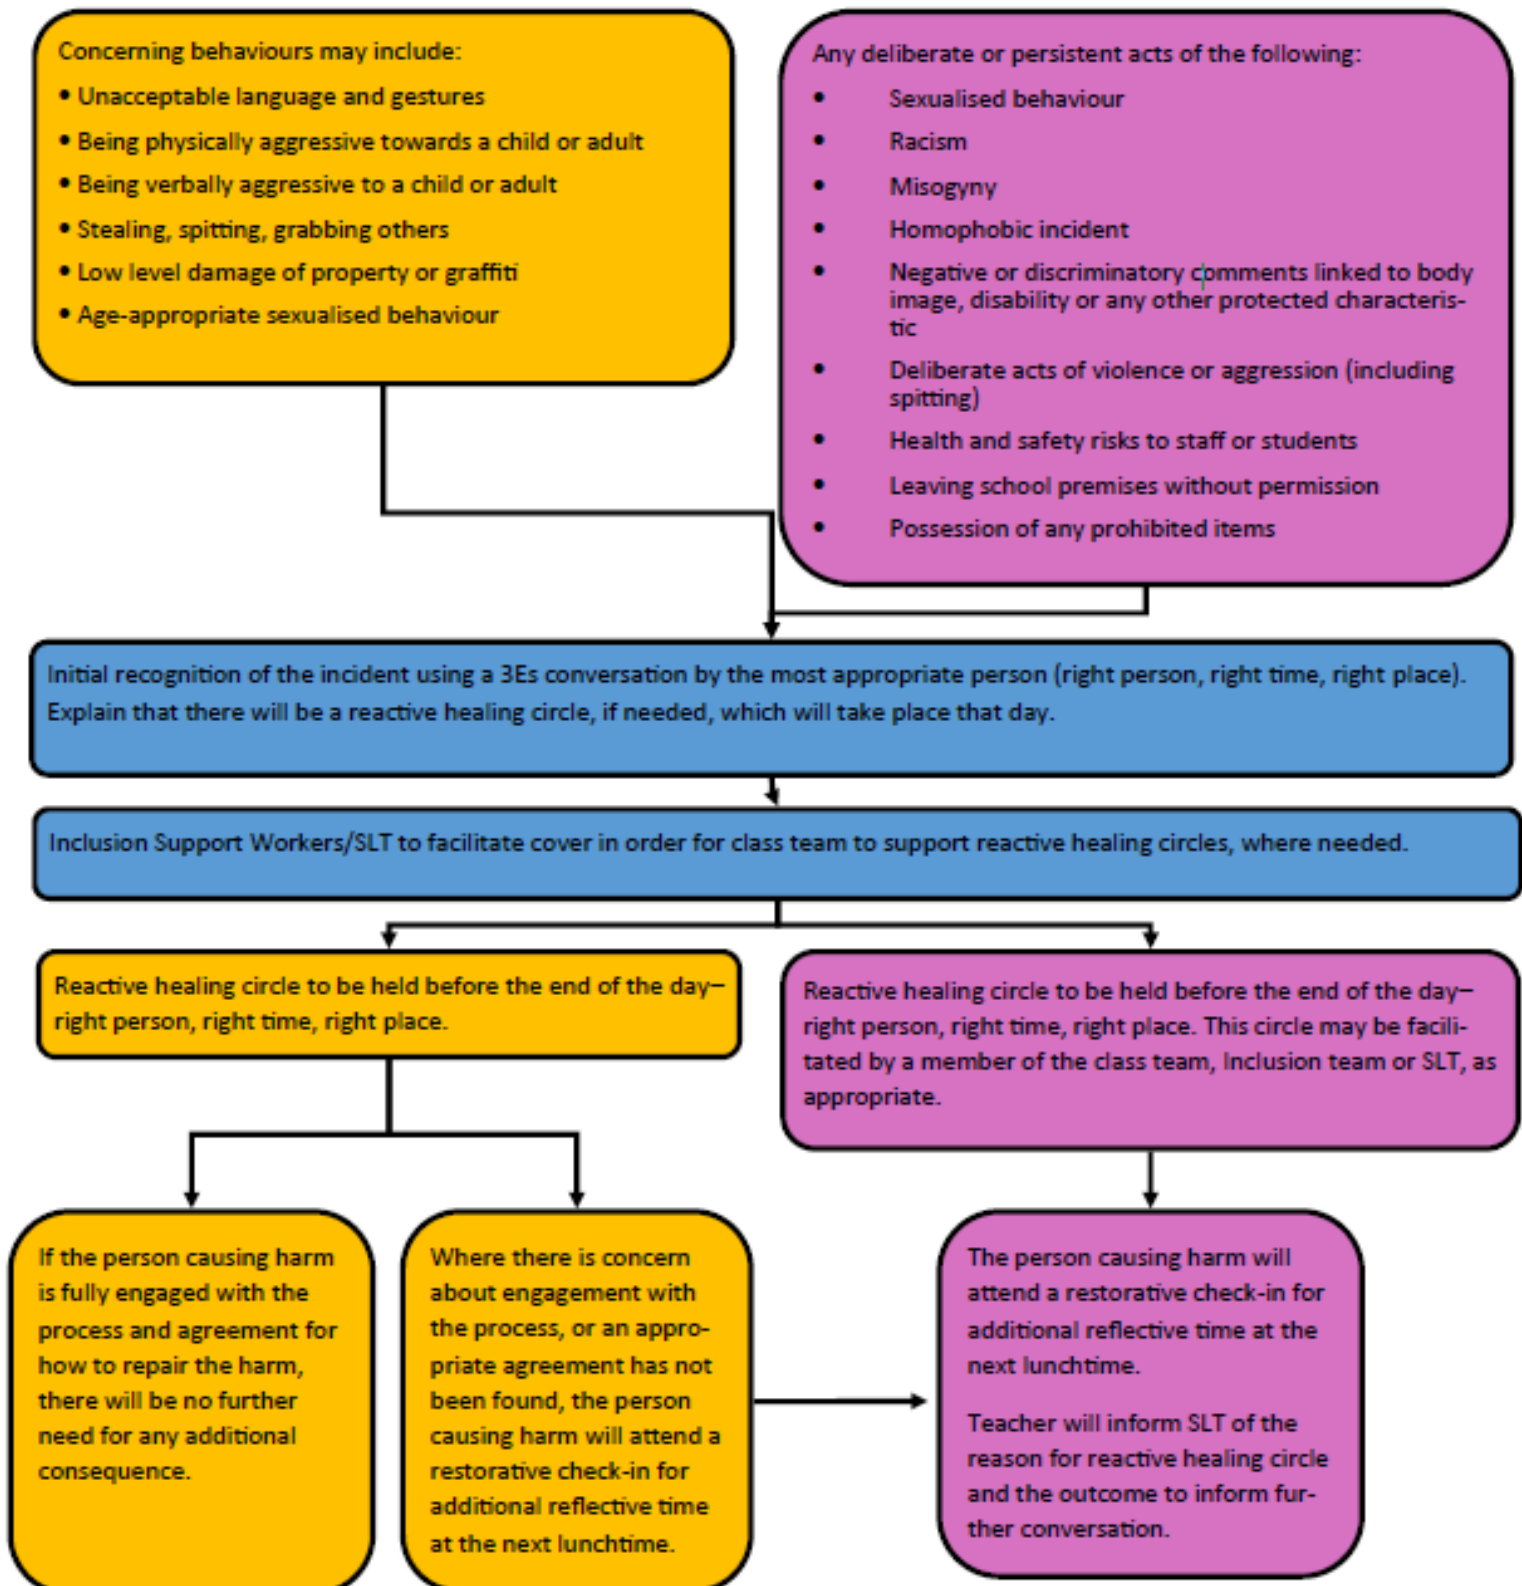 Concerning behaviours may include:
• Unacceptable language and gestures
• Being physically aggressive towards a child or adult
• Being verbally aggressive to a child or adult
• Stealing, spitting, grabbing others
• Low level damage of property or graffiti
• Age-appropriate sexualised behaviour
Any deliberate or persistent acts of the following:
• Sexualised behaviour
• Racism
• Misogyny
• Homophobic incident
• Negative or discriminatory comments linked to body
image, disability or any other protected characteris-
tic
• Deliberate acts of violence or aggression (including
spitting)
• Health and safety risks to staff or students
• Leaving school premises without permission
• Possession of any prohibited items
Initial recognition of the incident using a 3Es conversation by the most appropriate person (right person, right time, right place).
Explain that there will be a reactive healing circle, if needed, which will take place that day.
Inclusion Support Workers/SLT to facilitate cover in order for class team to support reactive healing circles, where needed.
Reactive healing circle to be held before the end of the day–
right person, right time, right place.
Reactive healing circle to be held before the end of the day–
right person, right time, right place. This circle may be facili-
tated by a member of the class team, Inclusion team or SLT, as
appropriate.
If the person causing harm
is fully engaged with the
process and agreement for
how to repair the harm,
there will be no further
need for any additional
consequence.
Where there is concern
about engagement with
the process, or an appro-
priate agreement has not
been found, the person
causing harm will attend a
restorative check-in for
additional reflective time
at the next lunchtime.
The person causing harm will
attend a restorative check-in for
additional reflective time at the
next lunchtime.
Teacher will inform SLT of the
reason for reactive healing circle
and the outcome to inform fur-
ther conversation.